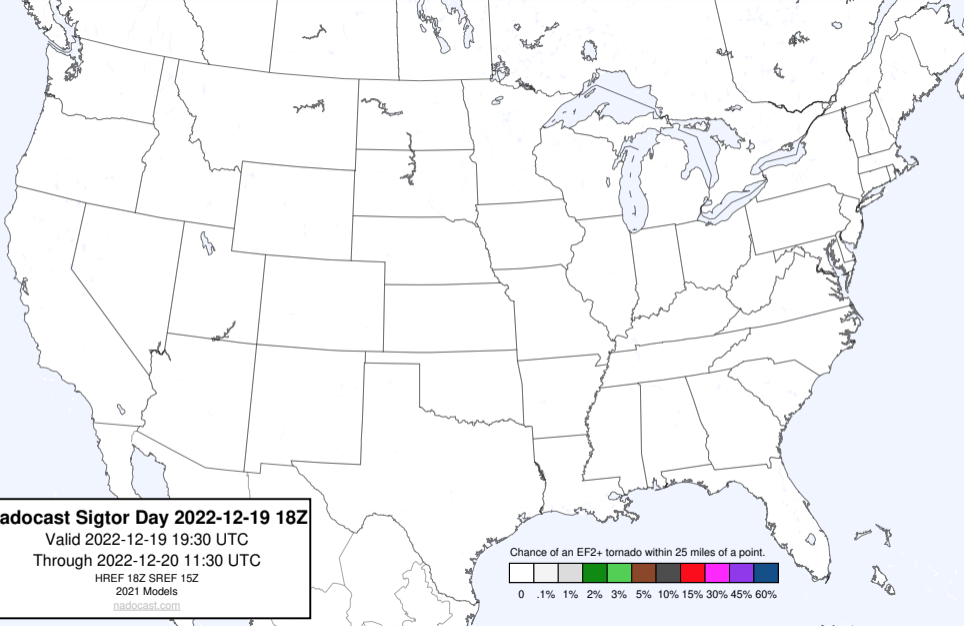 adocast Sigtor Day 2022-12-19 18Z
Valid 2022-12-19 19:30 UTC
Through 2022-12-20 11:30 UTC
HREF 18Z SREF 15Z
2021 Models
nadocast.com
Chance of an EF2+ tornado within 25 miles of a point.
0 .1% 1% 2% 3% 5% 10% 15% 30% 45% 60%